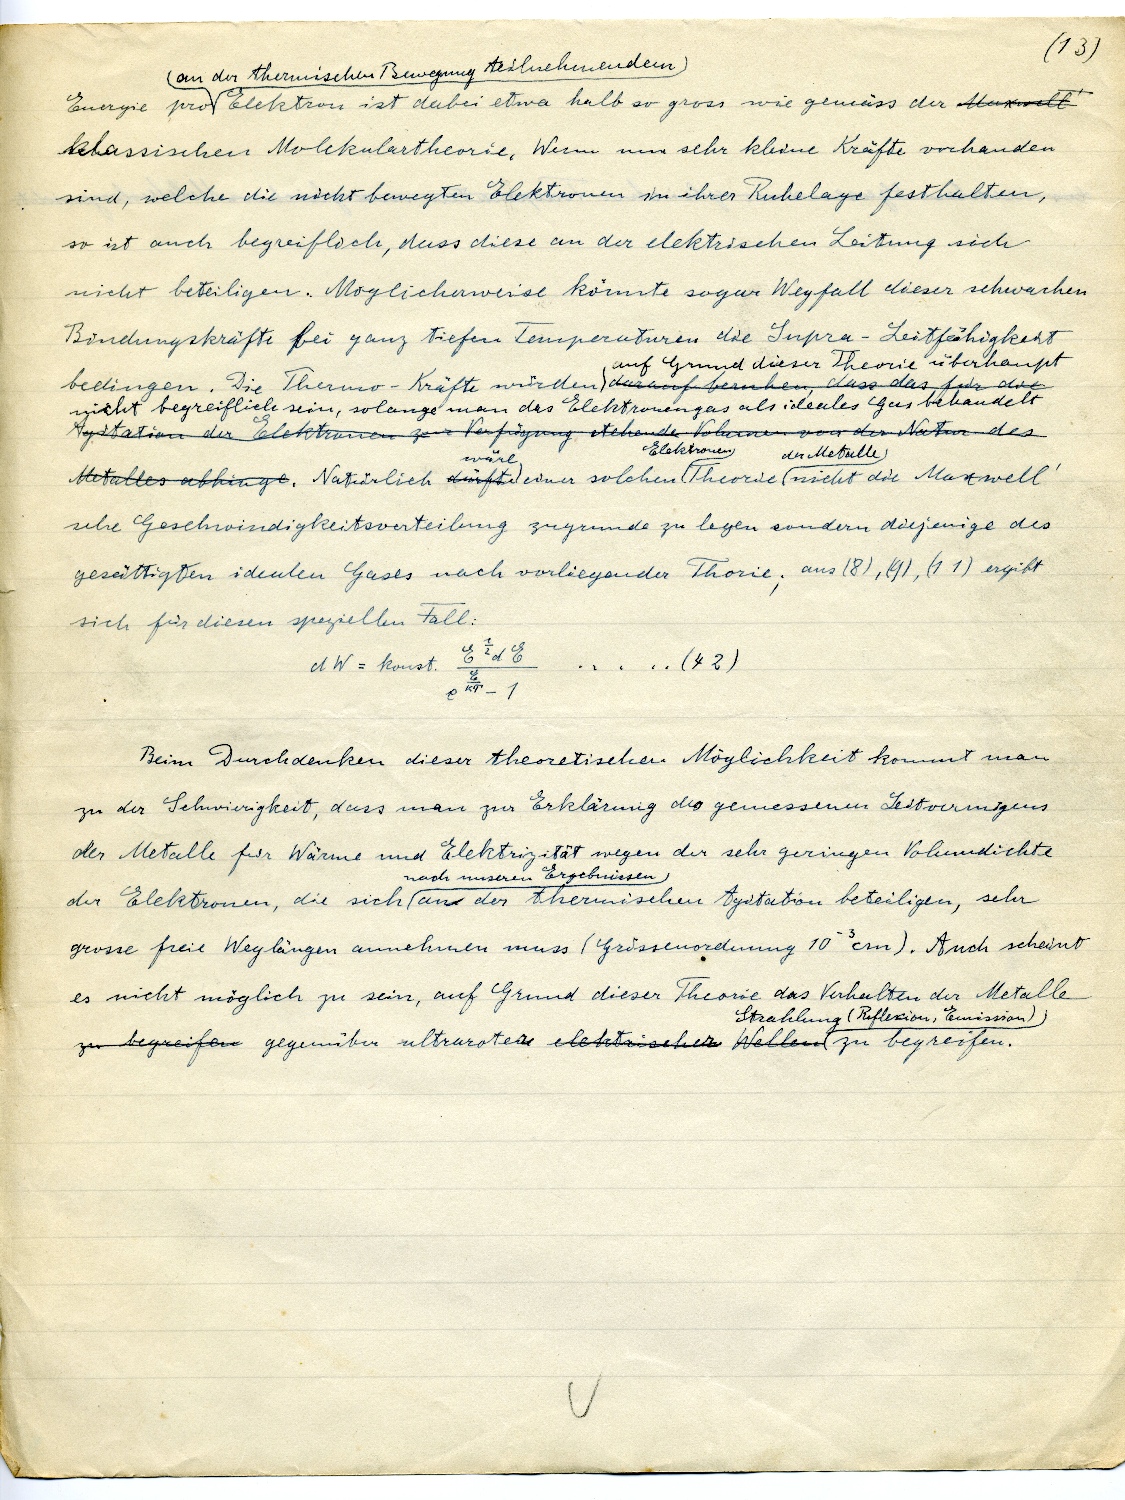 (13)
(an der thermischen Bewegung teilnehmendem)
Energie pro Elektron ist dabei etwa halb so gross wie gemäss der Maxwell'
klassischen Molekulartheorie. Wenn nun sehr kleine Kräfte vorhanden
sind, welche die nicht bewegten Elektronen in ihrer Ruhelage festhalten,
so ist auch begreiflich, dass diese an der elektrischen Leitung sich
nicht beteiligen. Möglicherweise könnte sogar Wegfall dieser schwachen
Bindungskräfte bei ganz tiefen Temperaturen die Supra-Leitfähigkeit
auf Grund dieser Theorie überhaupt
bedingen. Die Thermo-Kräfte würden darauf beruhen, dass das für die
nicht begreiflich sein, solange man das Elektronengas als ideales Gas behandelt
Agitation der Elektronen zur Verfügung stehende Volumen von der Natur des
wäre Elektronen der Metalle
Metalles abhinge. Natürlich dürfte einer solchen Theorie nicht die Maxwell'
sche Geschwindigkeitsverteilung zugrunde zu legen sondern diejenige des
gesättigten idealen Gases nach vorliegender Thorie; aus (8), (9), (11) ergibt
sich für diesen speziellen Fall:
dW = konst. E^{1/2} dE / (e^{E/kT} - 1) . . . . . (42)
Beim Durchdenken dieser theoretischen Möglichkeit kommt man
zu der Schwierigkeit, dass man zur Erklärung des gemessenen Leitvermögens
der Metalle für Wärme und Elektrizität wegen der sehr geringen Volumdichte
nach unseren Ergebnissen
der Elektronen, die sich an der thermischen Agitation beteiligen, sehr
grosse freie Weglängen annehmen muss (Grössenordnung 10^{-3} cm). Auch scheint
es nicht möglich zu sein, auf Grund dieser Theorie das Verhalten der Metalle
Strahlung (Reflexion, Emission)
zu begreifen gegenüber ultraroter elektrischer Wellen zu begreifen.